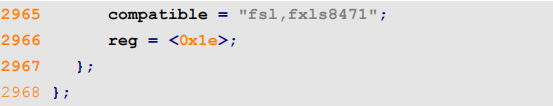 2965 compatible = "fsl,fxls8471";
2966 reg = <0x1e>;
2967 };
2968 };